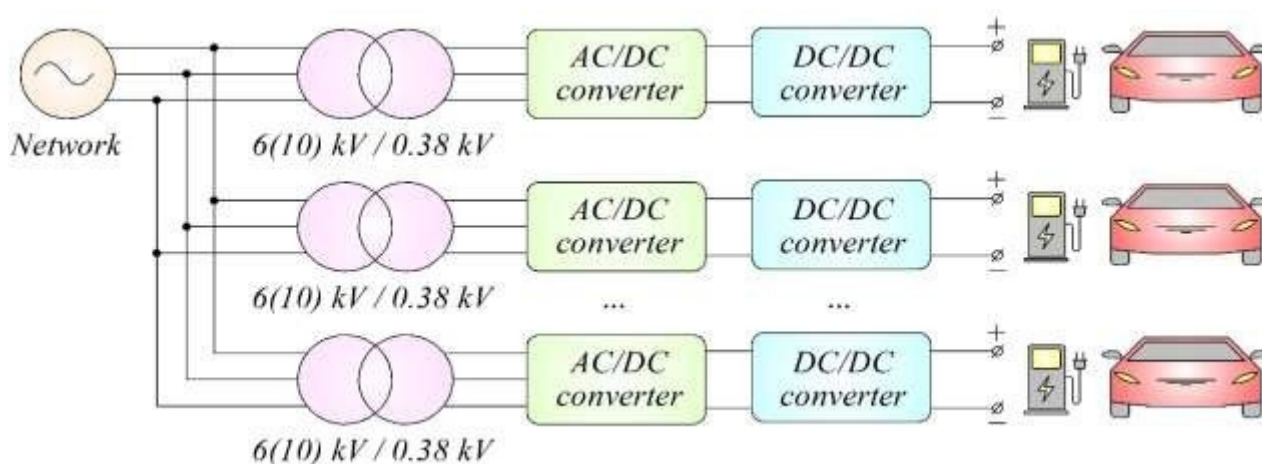 AC/DC
converter
DC/DC
converter
+
–
Network
6(10) kV / 0.38 kV
AC/DC
converter
DC/DC
converter
+
–
6(10) kV / 0.38 kV
...
...
AC/DC
converter
DC/DC
converter
+
–
6(10) kV / 0.38 kV